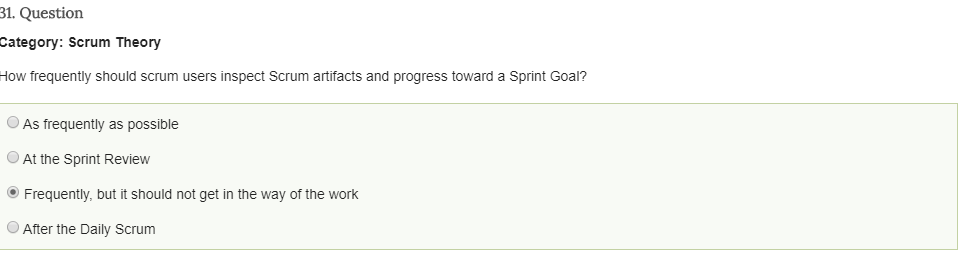 31. Question
Category: Scrum Theory
How frequently should scrum users inspect Scrum artifacts and progress toward a Sprint Goal?
As frequently as possible
At the Sprint Review
Frequently, but it should not get in the way of the work
After the Daily Scrum